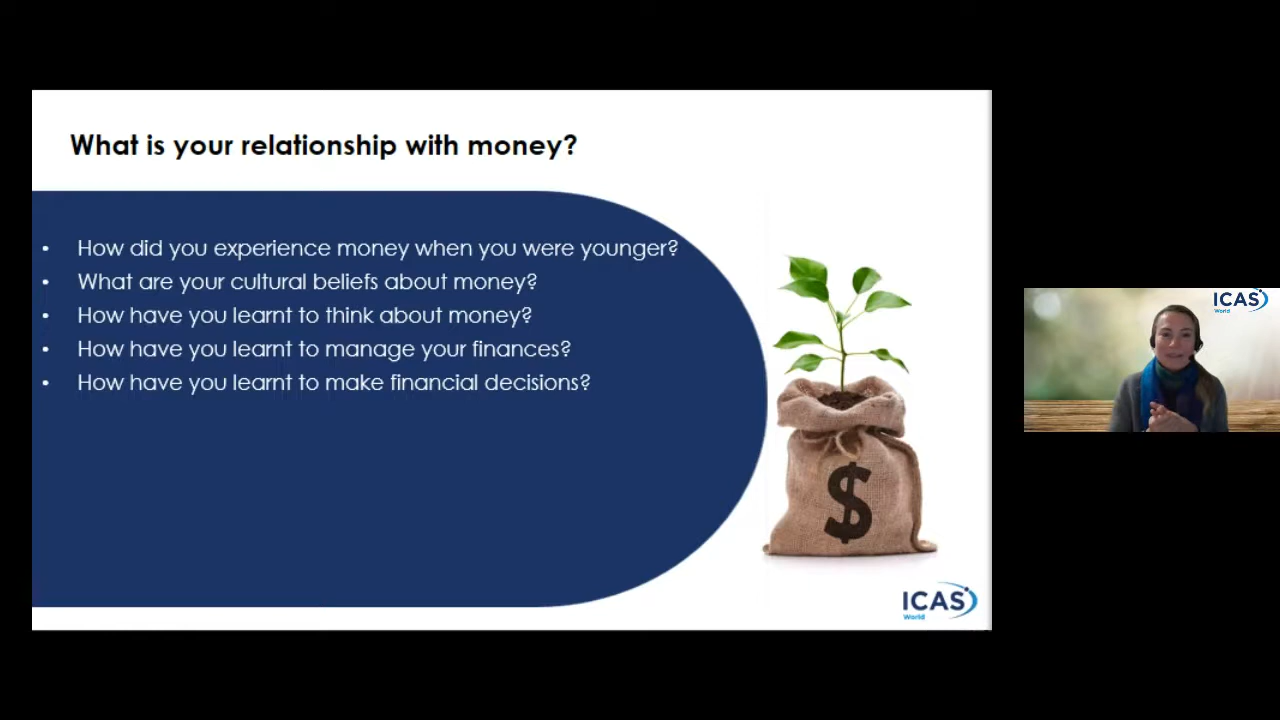 What is your relationship with money?
• How did you experience money when you were younger?
• What are your cultural beliefs about money?
• How have you learnt to think about money?
• How have you learnt to manage your finances?
• How have you learnt to make financial decisions?
$
ICAS
World
ICAS
World